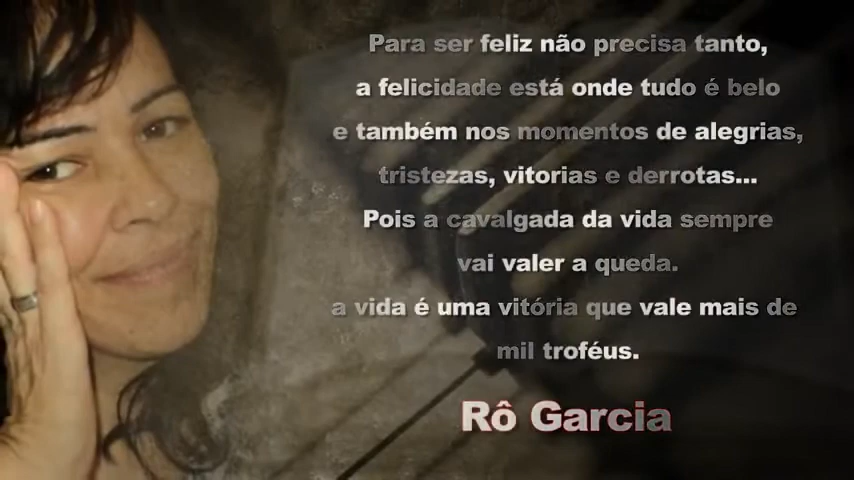 Para ser feliz não precisa tanto,
a felicidade está onde tudo é belo
e também nos momentos de alegrias,
tristezas, vitorias e derrotas...
Pois a cavalgada da vida sempre
vai valer a queda.
a vida é uma vitória que vale mais de
mil troféus.
Rô Garcia